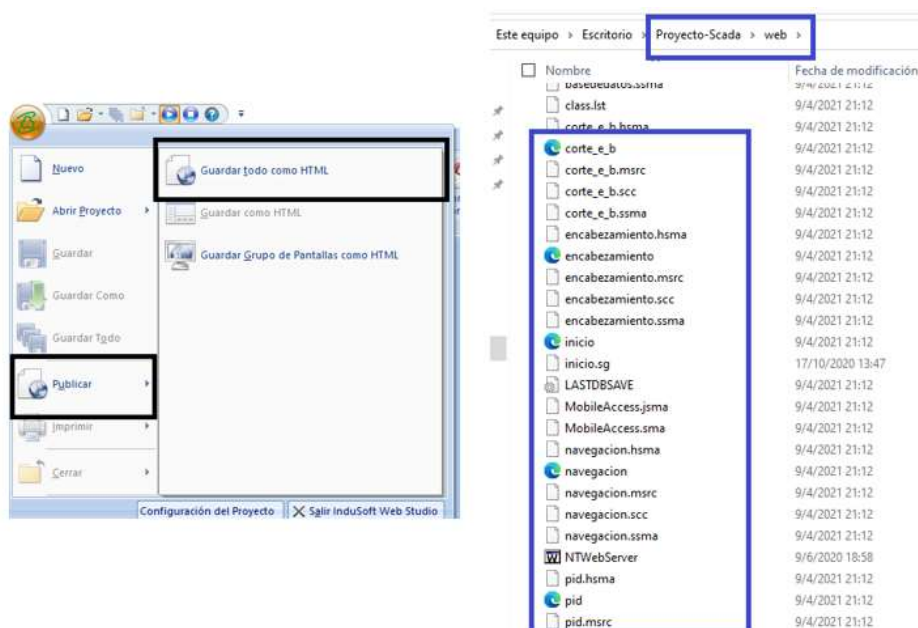 Nuevo
Abrir Proyecto
Guardar
Guardar Como
Guardar Todo
Publicar
Imprimir
Cerrar
Guardar todo como HTML
Guardar como HTML
Guardar Grupo de Pantallas como HTML
Configuración del Proyecto
Salir InduSoft Web Studio
Este equipo > Escritorio > Proyecto-Scada > web >
Nombre Fecha de modificación
basededatos.ssma 9/4/2021 21:12
class.lst 9/4/2021 21:12
corte_e_b.hsma 9/4/2021 21:12
corte_e_b 9/4/2021 21:12
corte_e_b.msrc 9/4/2021 21:12
corte_e_b.scc 9/4/2021 21:12
corte_e_b.ssma 9/4/2021 21:12
encabezamiento.hsma 9/4/2021 21:12
encabezamiento 9/4/2021 21:12
encabezamiento.msrc 9/4/2021 21:12
encabezamiento.scc 9/4/2021 21:12
encabezamiento.ssma 9/4/2021 21:12
inicio 9/4/2021 21:12
inicio.sg 17/10/2020 13:47
LASTDBSAVE 9/4/2021 21:12
MobileAccess.jsma 9/4/2021 21:12
MobileAccess.sma 9/4/2021 21:12
navegacion.hsma 9/4/2021 21:12
navegacion 9/4/2021 21:12
navegacion.msrc 9/4/2021 21:12
navegacion.scc 9/4/2021 21:12
navegacion.ssma 9/4/2021 21:12
NTWebServer 9/6/2020 18:58
pid.hsma 9/4/2021 21:12
pid 9/4/2021 21:12
pid.msrc 9/4/2021 21:12